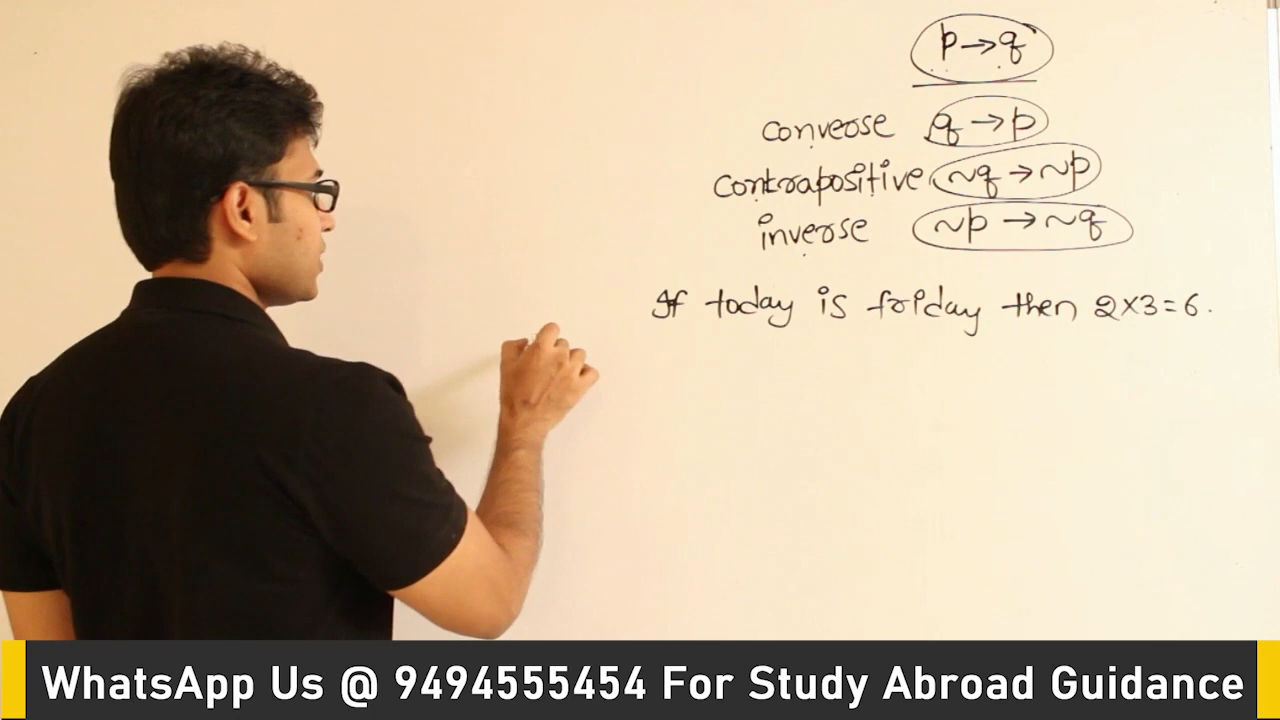 p→q
converse q→p
contrapositive ~q→~p
inverse ~p→~q
If today is friday then 2×3=6.
WhatsApp Us @ 9494555454 For Study Abroad Guidance